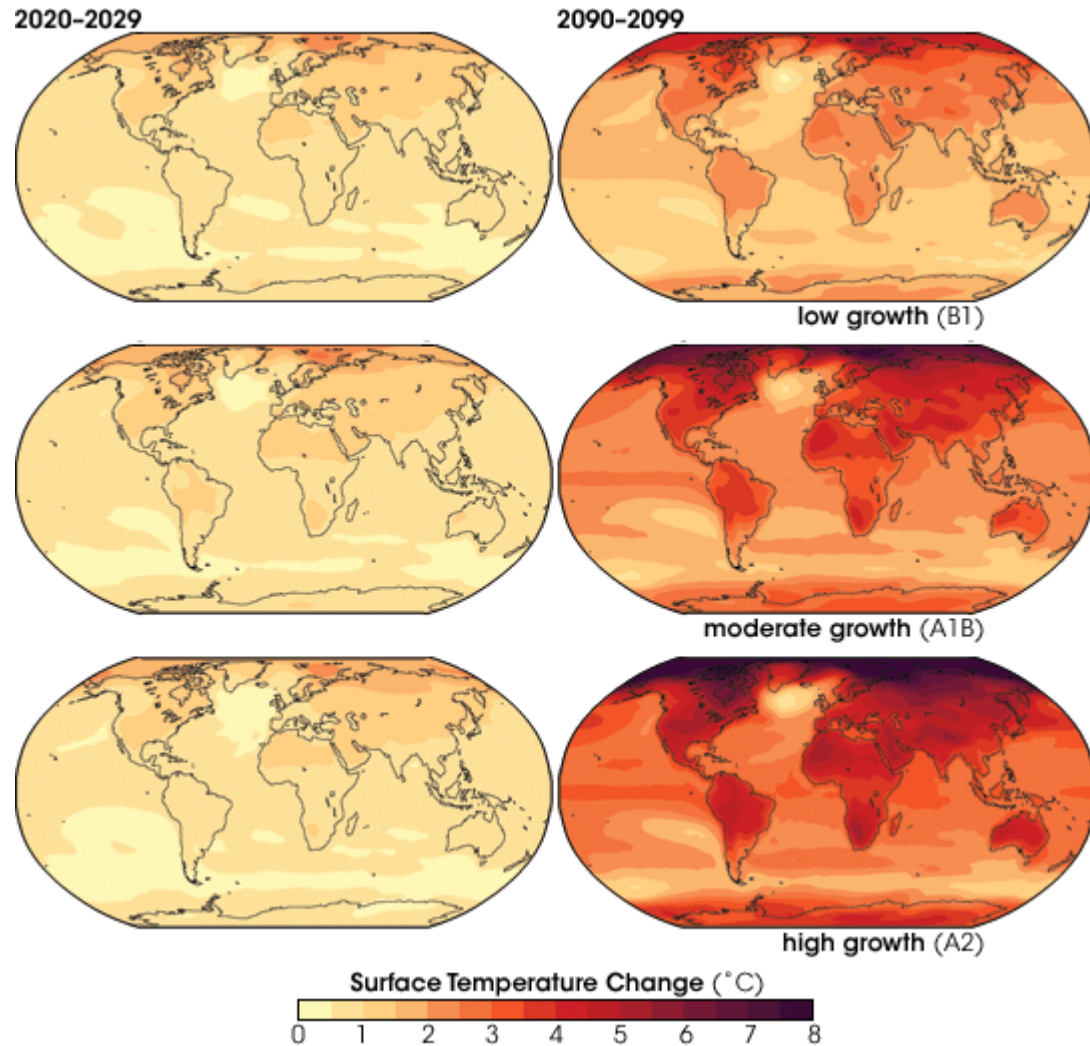 2020–2029
2090–2099
low growth (B1)
moderate growth (A1B)
high growth (A2)
Surface Temperature Change (˚C)
0 1 2 3 4 5 6 7 8